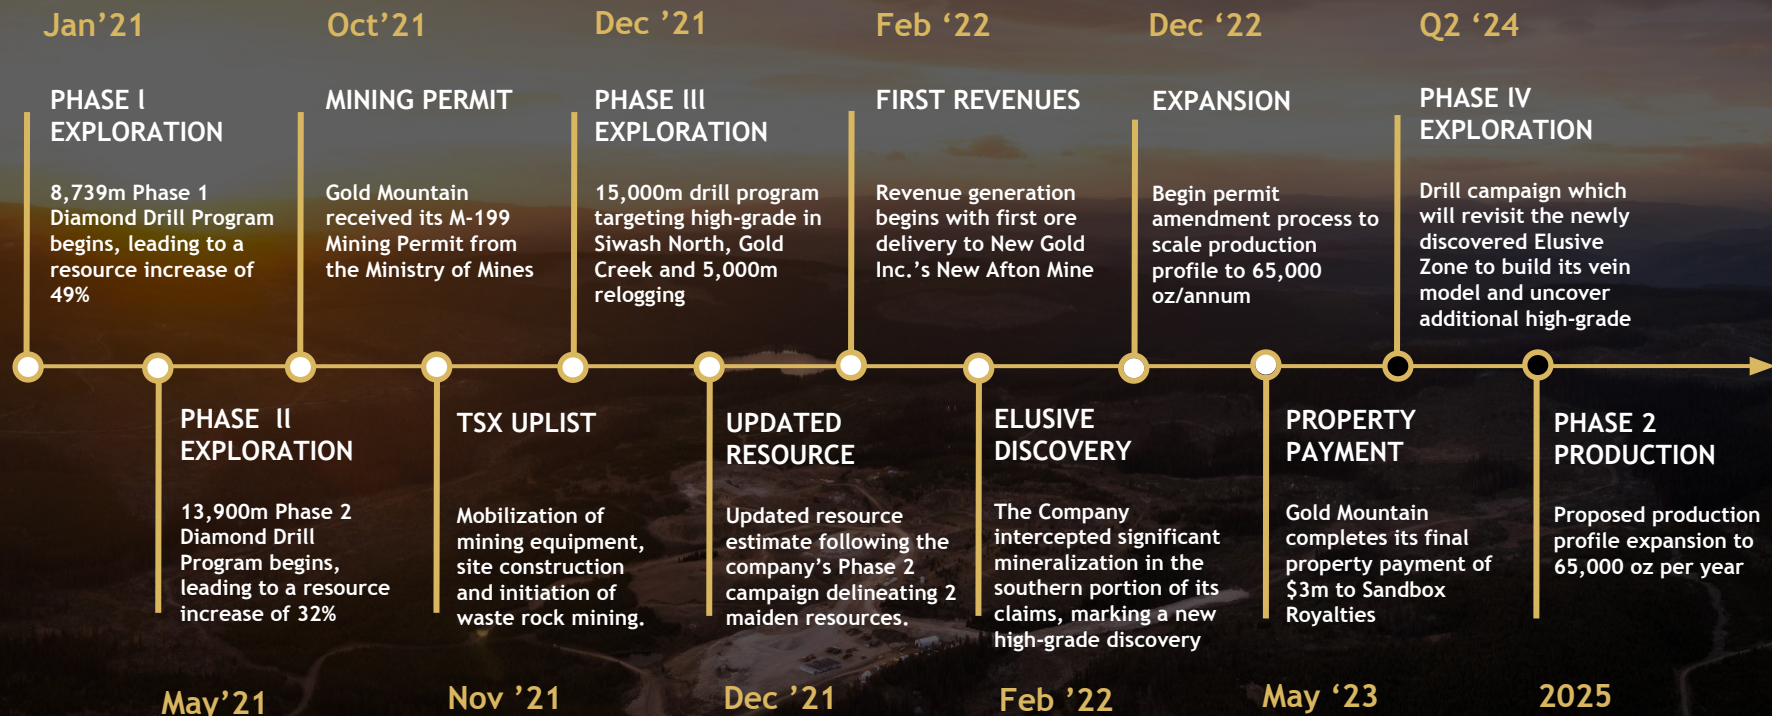 Jan’21
PHASE l
EXPLORATION
8,739m Phase 1
Diamond Drill Program
begins, leading to a
resource increase of
49%
PHASE  ll
EXPLORATION
13,900m Phase 2
Diamond Drill
Program begins,
leading to a resource
increase of 32%
May’21
Oct’21
MINING PERMIT
Gold Mountain
received its M-199
Mining Permit from
the Ministry of Mines
TSX UPLIST
Mobilization of
mining equipment,
site construction
and initiation of
waste rock mining.
Nov ’21
Dec ’21
PHASE lll
EXPLORATION
15,000m drill program
targeting high-grade in
Siwash North, Gold
Creek and 5,000m
relogging
UPDATED
RESOURCE
Updated resource
estimate following the
company’s Phase 2
campaign delineating 2
maiden resources.
Dec ’21
Feb ‘22
FIRST REVENUES
Revenue generation
begins with first ore
delivery to New Gold
Inc.’s New Afton Mine
ELUSIVE
DISCOVERY
The Company
intercepted significant
mineralization in the
southern portion of its
claims, marking a new
high-grade discovery
Feb ’22
Dec ‘22
EXPANSION
Begin permit
amendment process to
scale production
profile to 65,000
oz/annum
PROPERTY
PAYMENT
Gold Mountain
completes its final
property payment of
$3m to Sandbox
Royalties
May ‘23
Q2 ‘24
PHASE lV
EXPLORATION
Drill campaign which
will revisit the newly
discovered Elusive
Zone to build its vein
model and uncover
additional high-grade
PHASE 2
PRODUCTION
Proposed production
profile expansion to
65,000 oz per year
2025